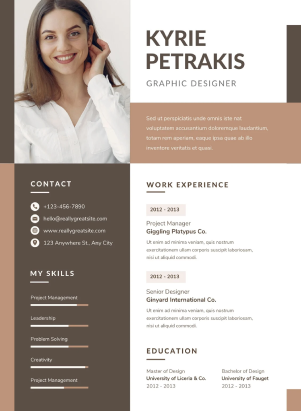 KYRIE
PETRAKIS
GRAPHIC DESIGNER
Sed ut perspiciatis unde omnis iste nat
voluptatem accusantium doloremque laudantium,
totam rem aperiam, eaque ipsa quae ab illo
inventore veritatis et quasi.
CONTACT
+123-456-7890
hello@reallygreatsite.com
www.reallygreatsite.com
123 Anywhere St., Any City
MY SKILLS
Project Management
Leadership
Problem Solving
Creativity
Project Management
WORK EXPERIENCE
2012 - 2013
Project Manager
Giggling Platypus Co.
Ut enim ad minima veniam, quis nostrum
exercitationem ullam corporis suscipit laboriosam,
nisi ut aliquid commodi.
2012 - 2013
Senior Designer
Ginyard International Co.
Ut enim ad minima veniam, quis nostrum
exercitationem ullam corporis suscipit laboriosam,
nisi ut aliquid commodi.
EDUCATION
Master of Design
University of Liceria & Co.
2012 - 2013
Bachelor of Design
University of Fauget
2012 - 2013